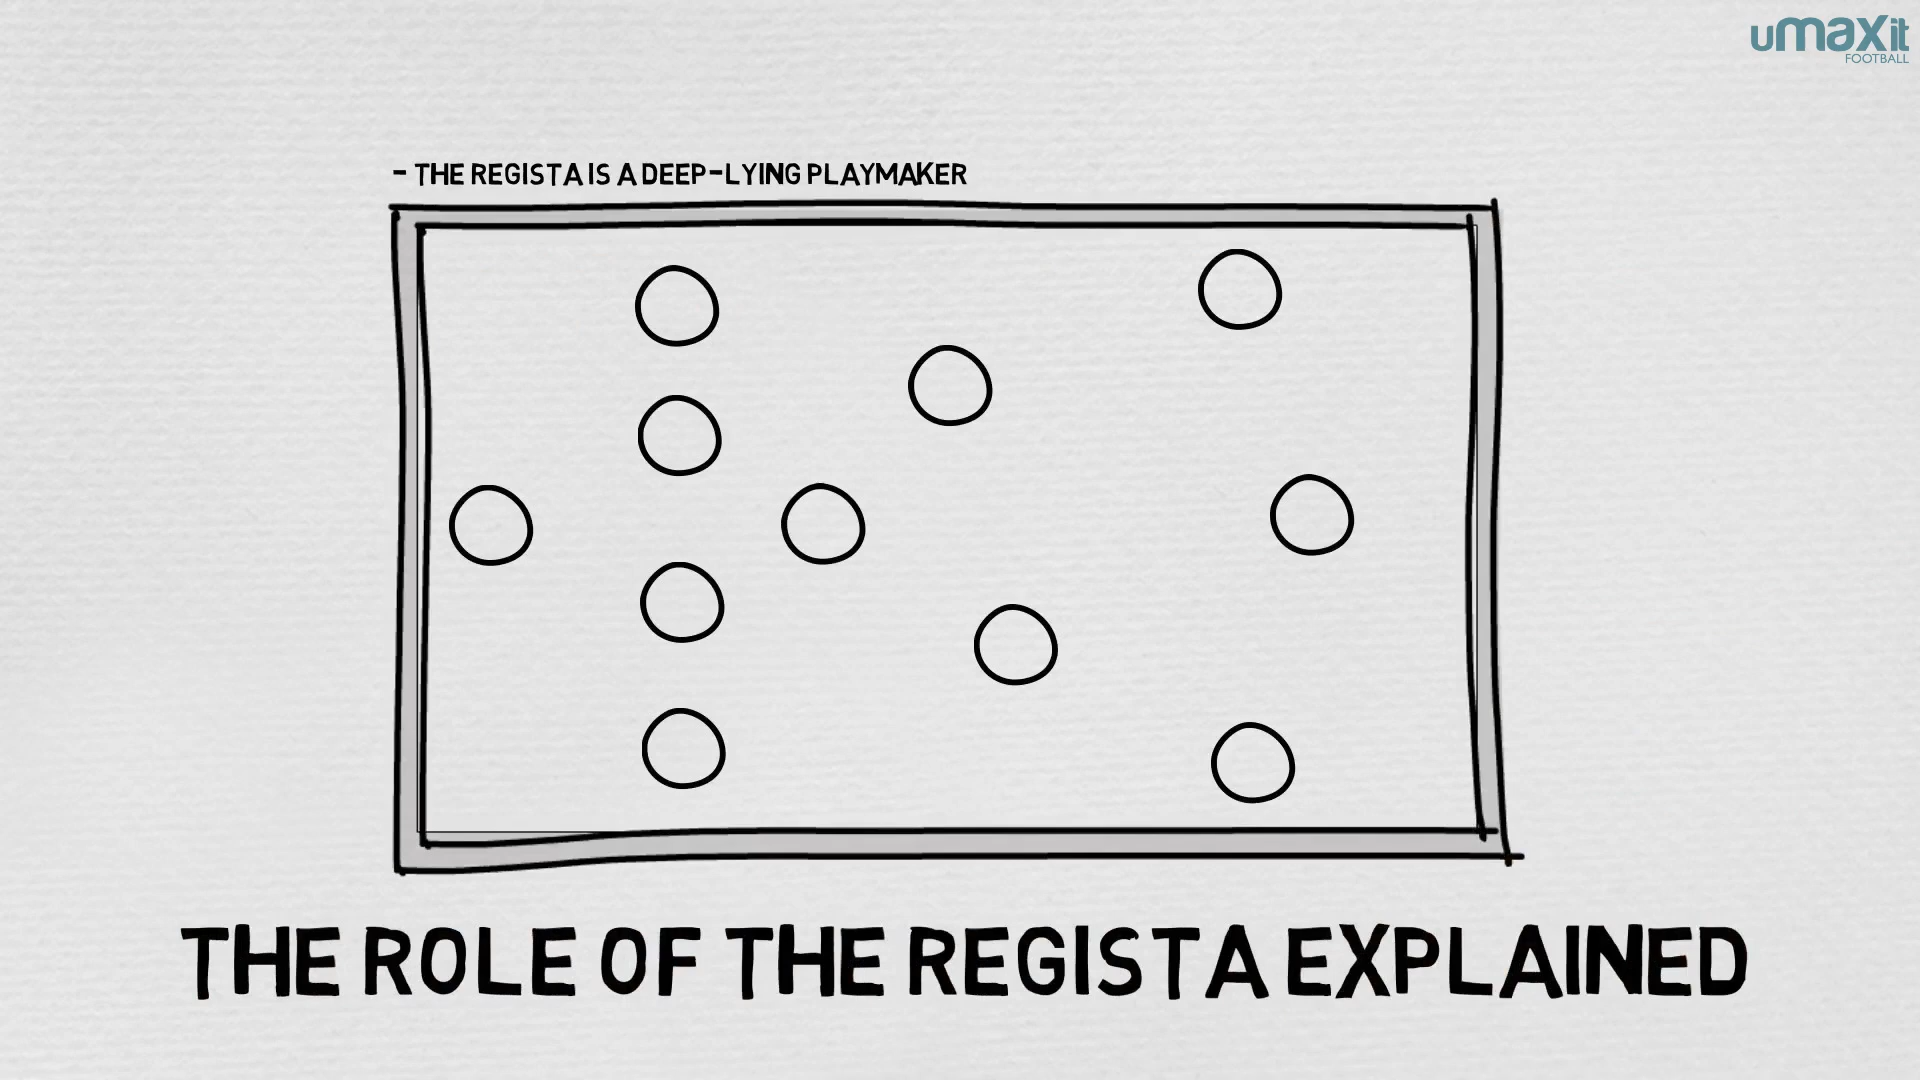 uMAXit
FOOTBALL
- THE REGISTA IS A DEEP-LYING PLAYMAKER
THE ROLE OF THE REGISTA EXPLAINED